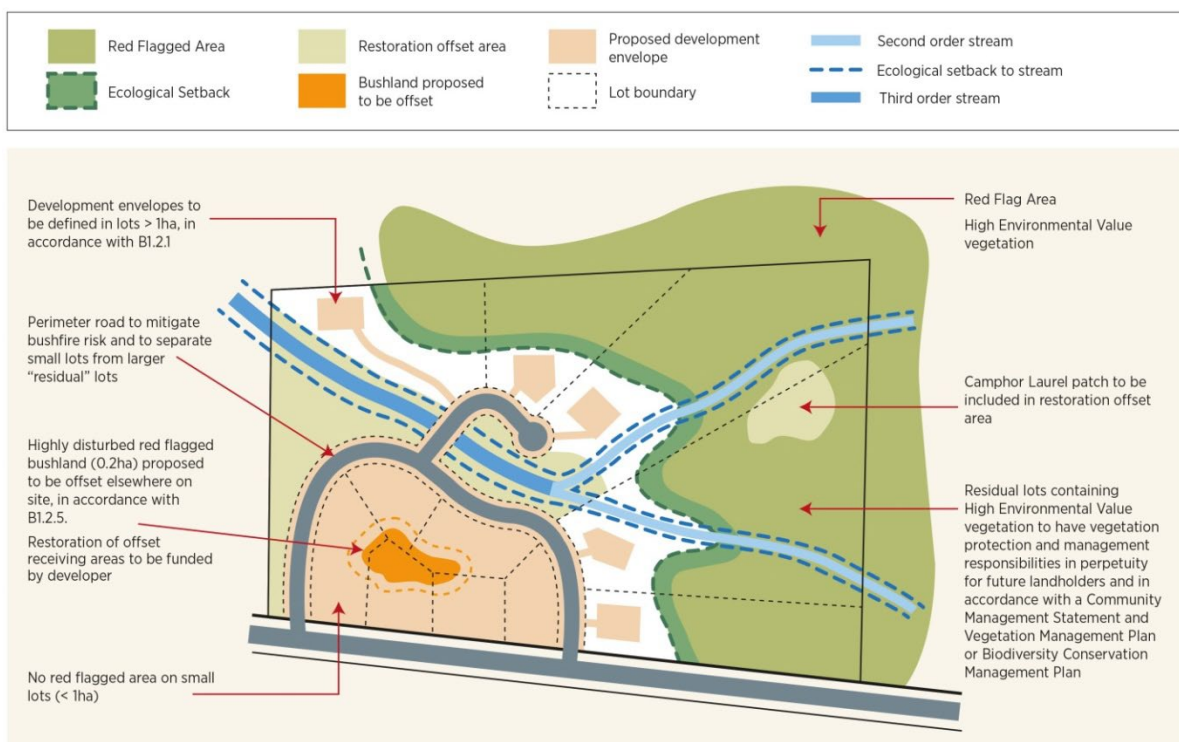 Red Flagged Area
Ecological Setback
Restoration offset area
Bushland proposed
to be offset
Proposed development
envelope
Lot boundary
Second order stream
Ecological setback to stream
Third order stream
Development envelopes to
be defined in lots > 1ha, in
accordance with B1.2.1
Perimeter road to mitigate
bushfire risk and to separate
small lots from larger
“residual” lots
Highly disturbed red flagged
bushland (0.2ha) proposed
to be offset elsewhere on
site, in accordance with
B1.2.5.
Restoration of offset
receiving areas to be funded
by developer
No red flagged area on small
lots (< 1ha)
Red Flag Area
High Environmental Value
vegetation
Camphor Laurel patch to be
included in restoration offset
area
Residual lots containing
High Environmental Value
vegetation to have vegetation
protection and management
responsibilities in perpetuity
for future landholders and in
accordance with a Community
Management Statement and
Vegetation Management Plan
or Biodiversity Conservation
Management Plan